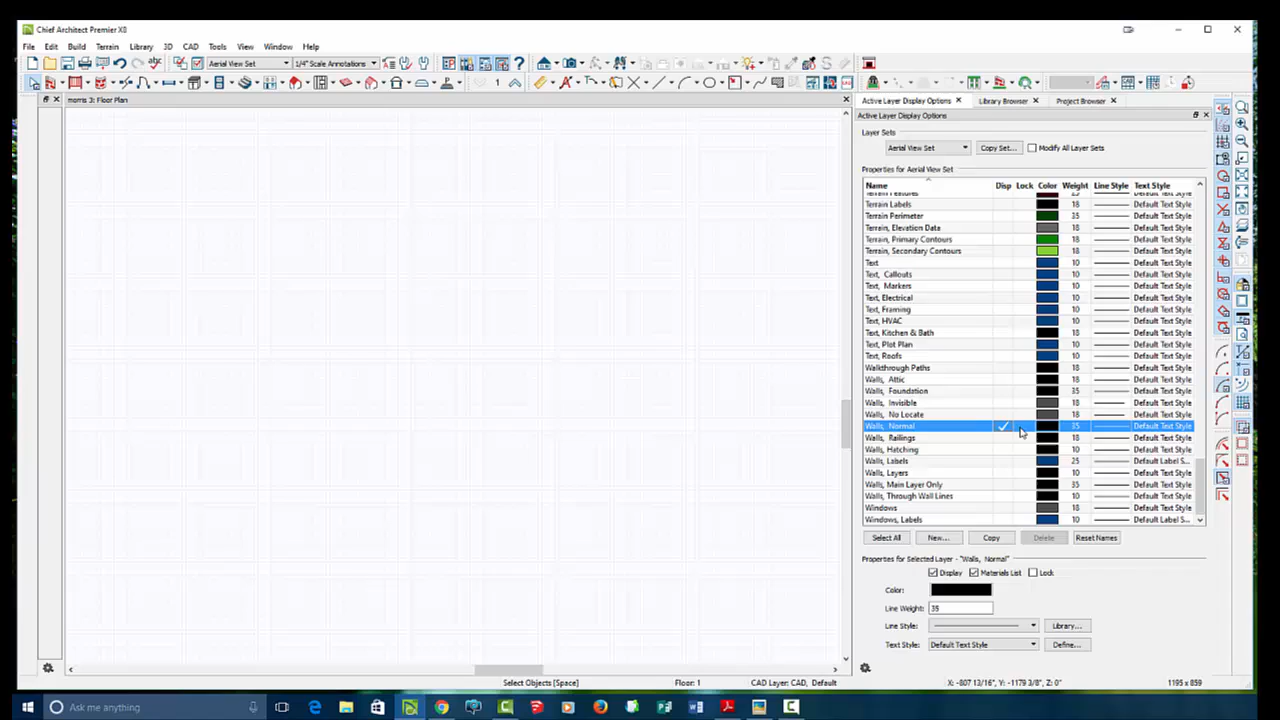 Chief Architect Premier X8
File Edit Build Terrain Library 3D CAD Tools View Window Help
Aerial View Set 1/4" Scale Annotations
morris 3: Floor Plan
Active Layer Display Options Library Browser Project Browser
Active Layer Display Options
Layer Sets
Aerial View Set Copy Set... Modify All Layer Sets
Properties for Aerial View Set
Name Disp Lock Color Weight Line Style Text Style
Terrain Features 25 Default Text Style
Terrain Labels 18 Default Text Style
Terrain Perimeter 35 Default Text Style
Terrain, Elevation Data 18 Default Text Style
Terrain, Primary Contours 18 Default Text Style
Terrain, Secondary Contours 18 Default Text Style
Text 10 Default Text Style
Text, Callouts 10 Default Text Style
Text, Markers 10 Default Text Style
Text, Electrical 10 Default Text Style
Text, Framing 10 Default Text Style
Text, HVAC 10 Default Text Style
Text, Kitchen & Bath 10 Default Text Style
Text, Plot Plan 10 Default Text Style
Text, Roofs 10 Default Text Style
Walkthrough Paths 18 Default Text Style
Walls, Attic 18 Default Text Style
Walls, Foundation 35 Default Text Style
Walls, Invisible 18 Default Text Style
Walls, No Locate 18 Default Text Style
Walls, Normal 35 Default Text Style
Walls, Railings 18 Default Text Style
Walls, Hatching 10 Default Text Style
Walls, Labels 25 Default Label S...
Walls, Layers 10 Default Text Style
Walls, Main Layer Only 35 Default Text Style
Walls, Through Wall Lines 10 Default Text Style
Windows 18 Default Text Style
Windows, Labels 10 Default Label S...
Select All New... Copy Delete Reset Names
Properties for Selected Layer - "Walls, Normal"
Display Materials List Lock
Color:
Line Weight: 35
Line Style: Library...
Text Style: Default Text Style Define...
Select Objects [Space] Floor: 1 CAD Layer: CAD, Default X: -807 13/16", Y: -1179 3/8", Z: 0" 1195 x 859
Ask me anything